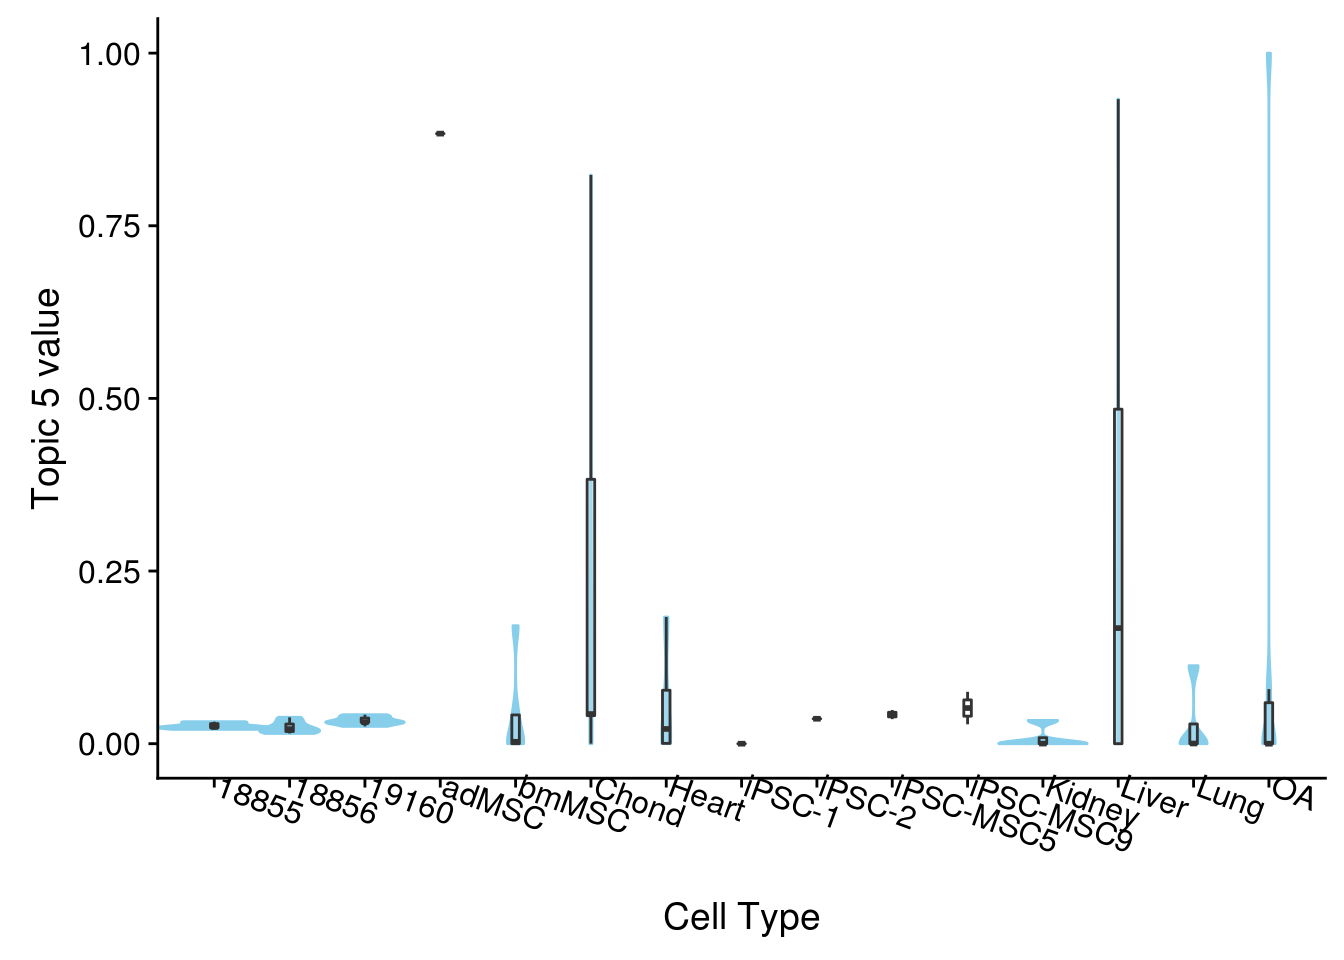 1.00
0.75
0.50
0.25
0.00
Topic 5 value
18855
18856
19160
adMSC
bmMSC
Chond
Heart
iPSC-1
iPSC-2
iPSC-MSC5
iPSC-MSC9
Kidney
Liver
Lung
OA
Cell Type